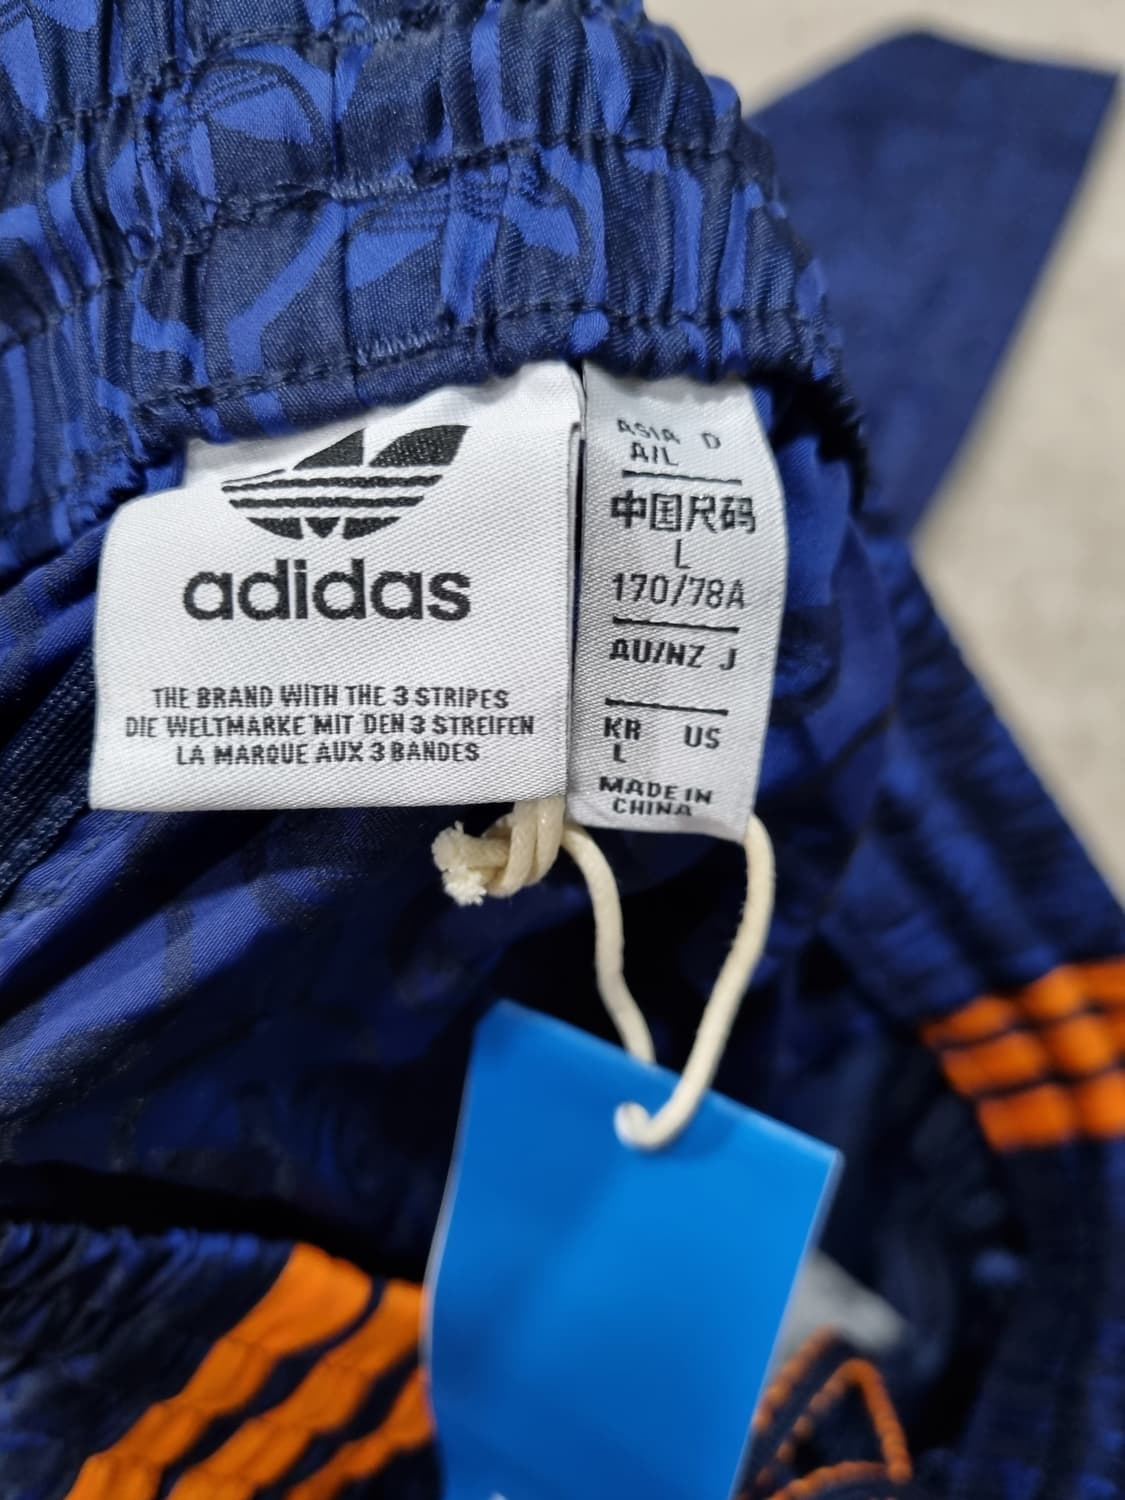 adidas
THE BRAND WITH THE 3 STRIPES
DIE WELTMARKE MIT DEN 3 STREIFEN
LA MARQUE AUX 3 BANDES
ASIA D
A/L
中国尺码
L
170/78A
AU/NZ J
KR US
L
MADE IN
CHINA